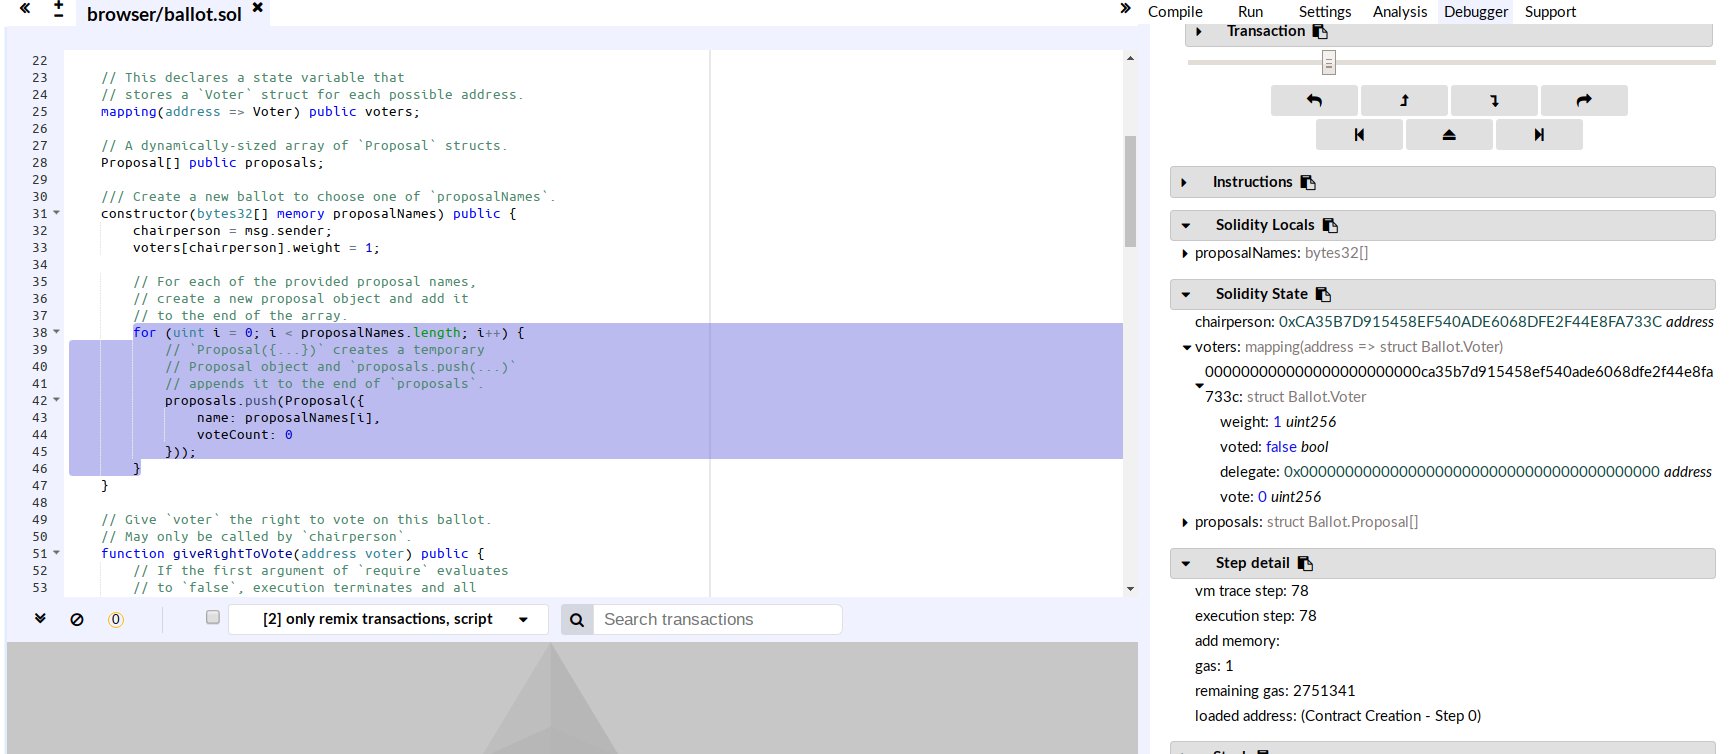 browser/ballot.sol
22
23 // This declares a state variable that
24 // stores a `Voter` struct for each possible address.
25 mapping(address => Voter) public voters;
26
27 // A dynamically-sized array of `Proposal` structs.
28 Proposal[] public proposals;
29
30 /// Create a new ballot to choose one of `proposalNames`.
31 constructor(bytes32[] memory proposalNames) public {
32 chairperson = msg.sender;
33 voters[chairperson].weight = 1;
34
35 // For each of the provided proposal names,
36 // create a new proposal object and add it
37 // to the end of the array.
38 for (uint i = 0; i < proposalNames.length; i++) {
39 // `Proposal({...})` creates a temporary
40 // Proposal object and `proposals.push(...)`
41 // appends it to the end of `proposals`.
42 proposals.push(Proposal({
43 name: proposalNames[i],
44 voteCount: 0
45 }));
46 }
47 }
48
49 // Give `voter` the right to vote on this ballot.
50 // May only be called by `chairperson`.
51 function giveRightToVote(address voter) public {
52 // If the first argument of `require` evaluates
53 // to `false`, execution terminates and all
0 [2] only remix transactions, script Search transactions
Compile Run Settings Analysis Debugger Support
Transaction
Instructions
Solidity Locals
proposalNames: bytes32[]
Solidity State
chairperson: 0xCA35B7D915458EF540ADE6068DFE2F44E8FA733C address
voters: mapping(address => struct Ballot.Voter)
000000000000000000000000ca35b7d915458ef540ade6068dfe2f44e8fa
733c: struct Ballot.Voter
weight: 1 uint256
voted: false bool
delegate: 0x0000000000000000000000000000000000000000 address
vote: 0 uint256
proposals: struct Ballot.Proposal[]
Step detail
vm trace step: 78
execution step: 78
add memory:
gas: 1
remaining gas: 2751341
loaded address: (Contract Creation - Step 0)